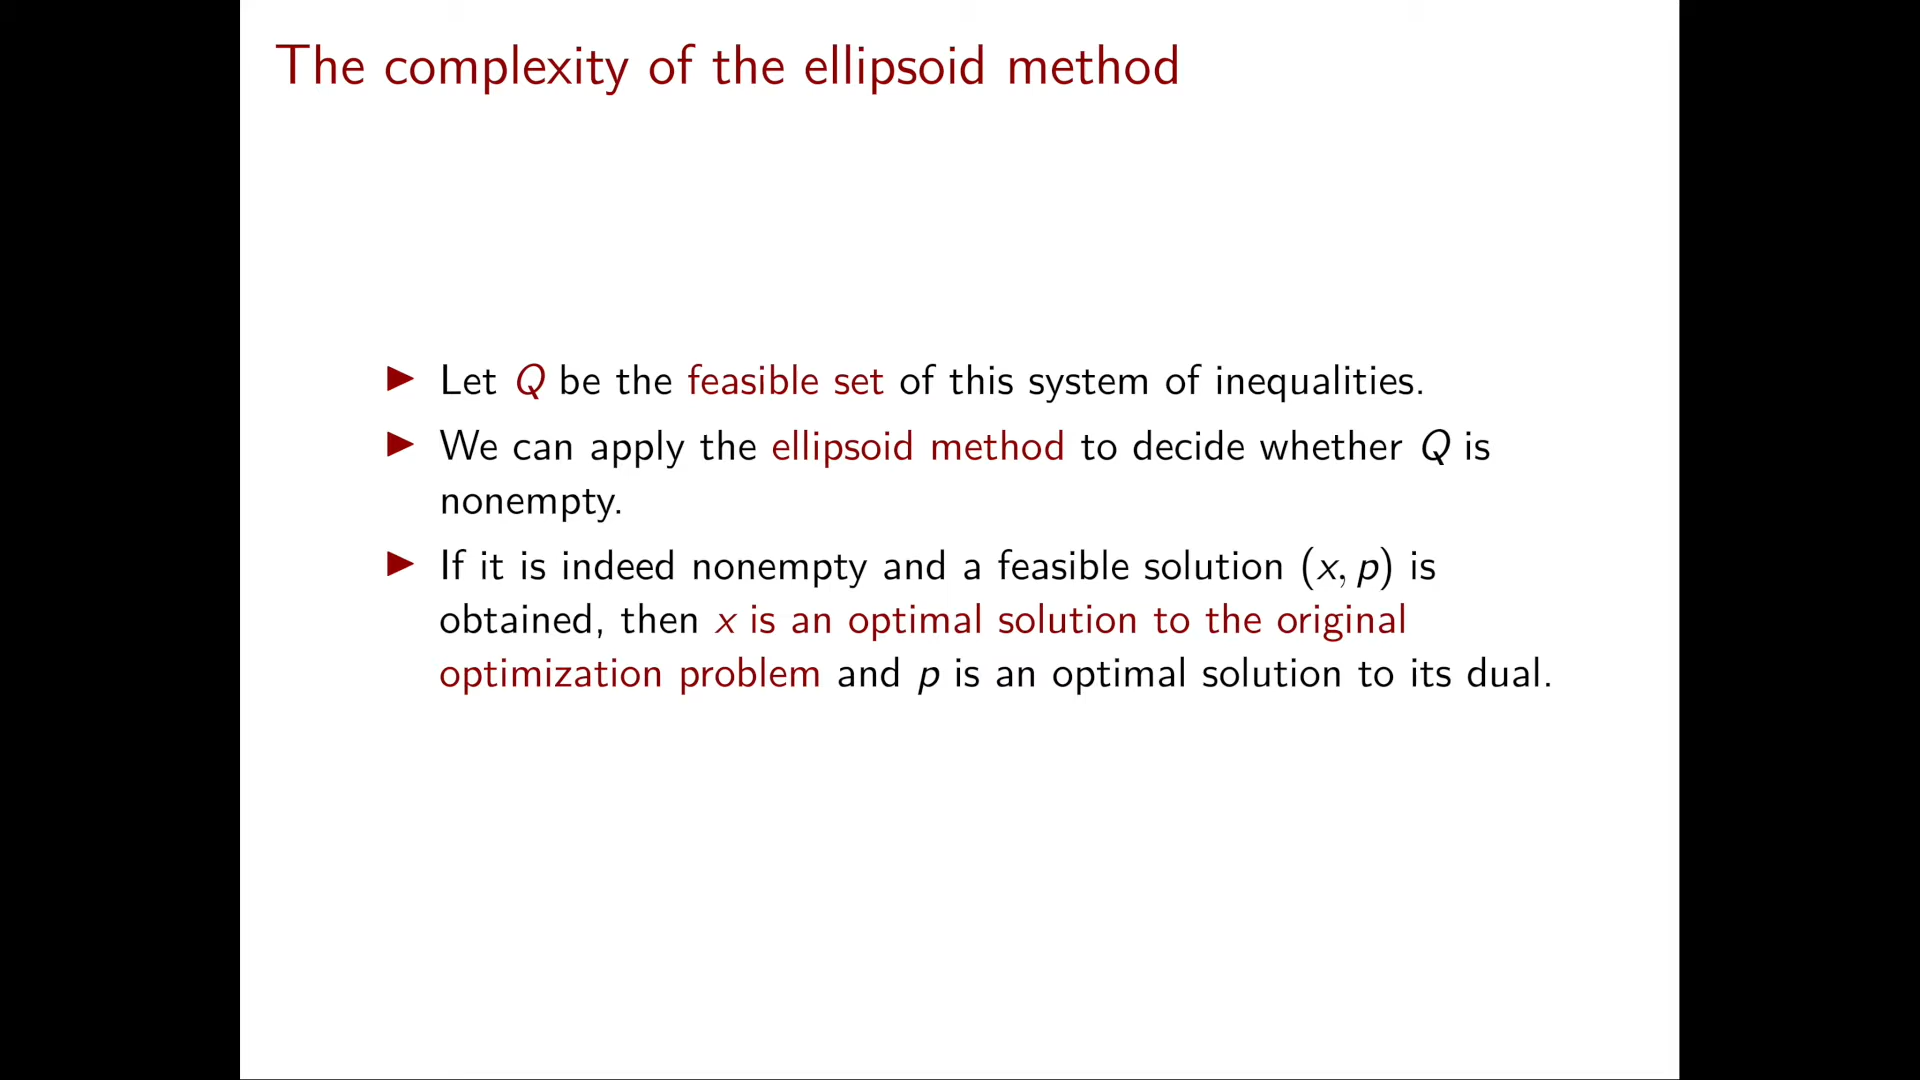 The complexity of the ellipsoid method
▶ Let Q be the feasible set of this system of inequalities.
▶ We can apply the ellipsoid method to decide whether Q is
nonempty.
▶ If it is indeed nonempty and a feasible solution (x, p) is
obtained, then x is an optimal solution to the original
optimization problem and p is an optimal solution to its dual.